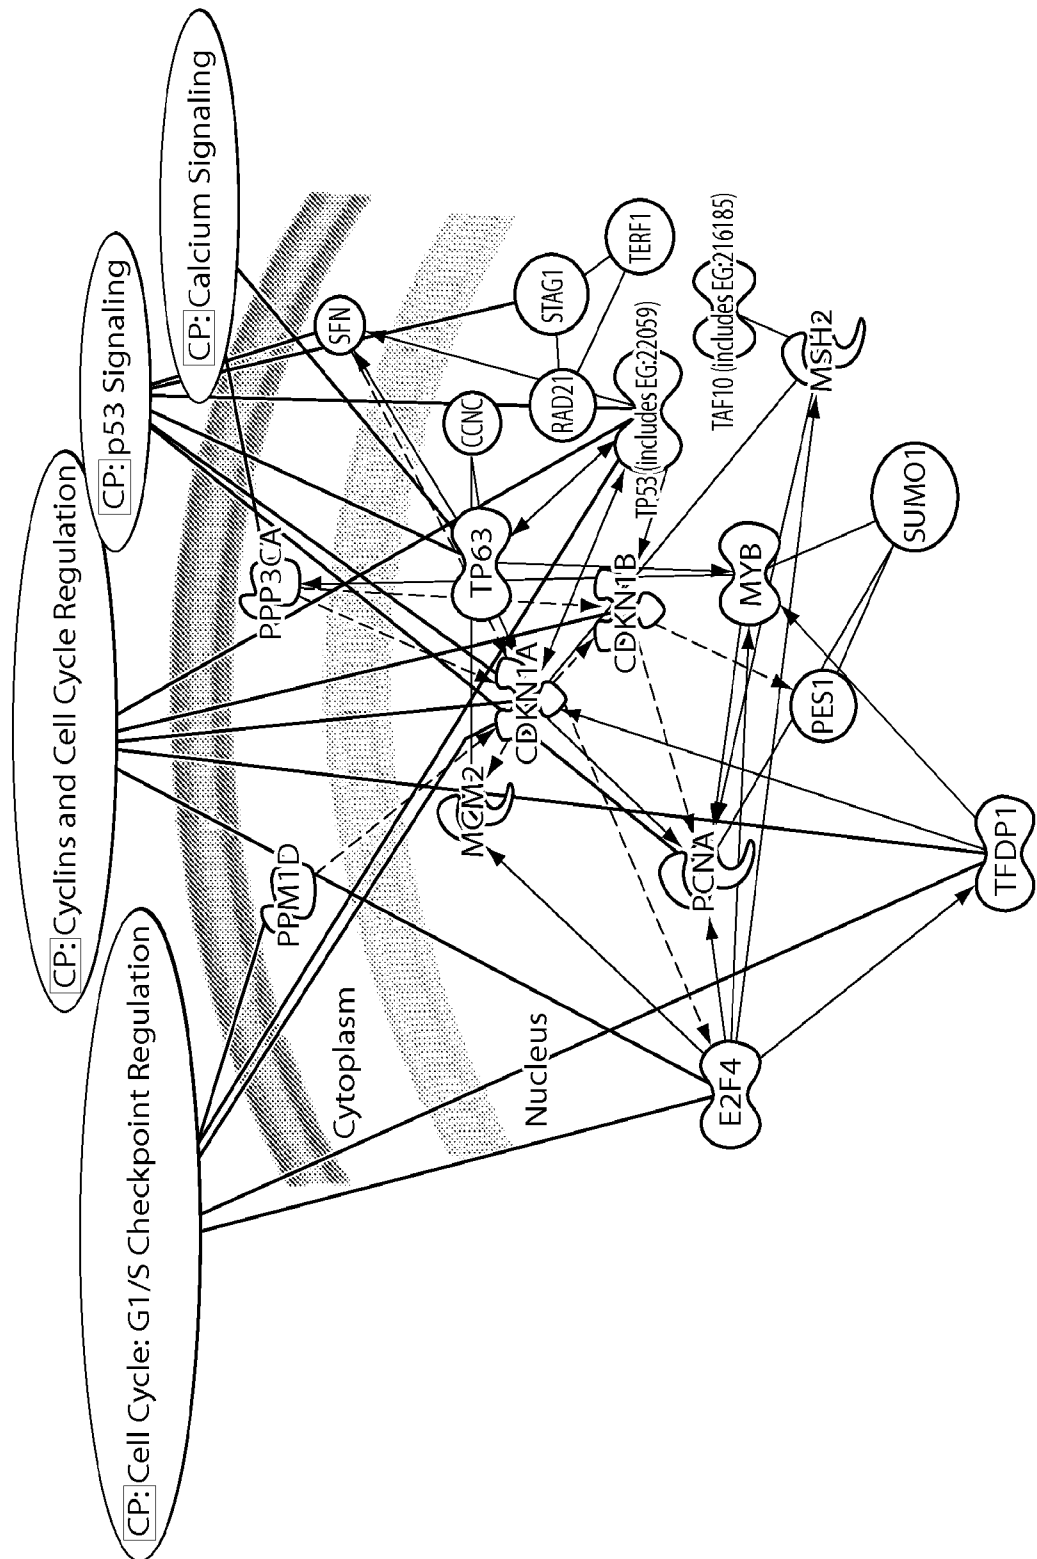 CP: Cell Cycle: G1/S Checkpoint Regulation
CP: Cyclins and Cell Cycle Regulation
CP: p53 Signaling
CP: Calcium Signaling
PPM1D
PPP3CA
SFN
Cytoplasm
MCM2
TP63
CCNC
Nucleus
CDKN1A
RAD21
STAG1
CDKN1B
TP53 (includes EG:22059)
TERF1
E2F4
PCNA
MYB
TAF10 (includes EG:216185)
PES1
MSH2
SUMO1
TFDP1